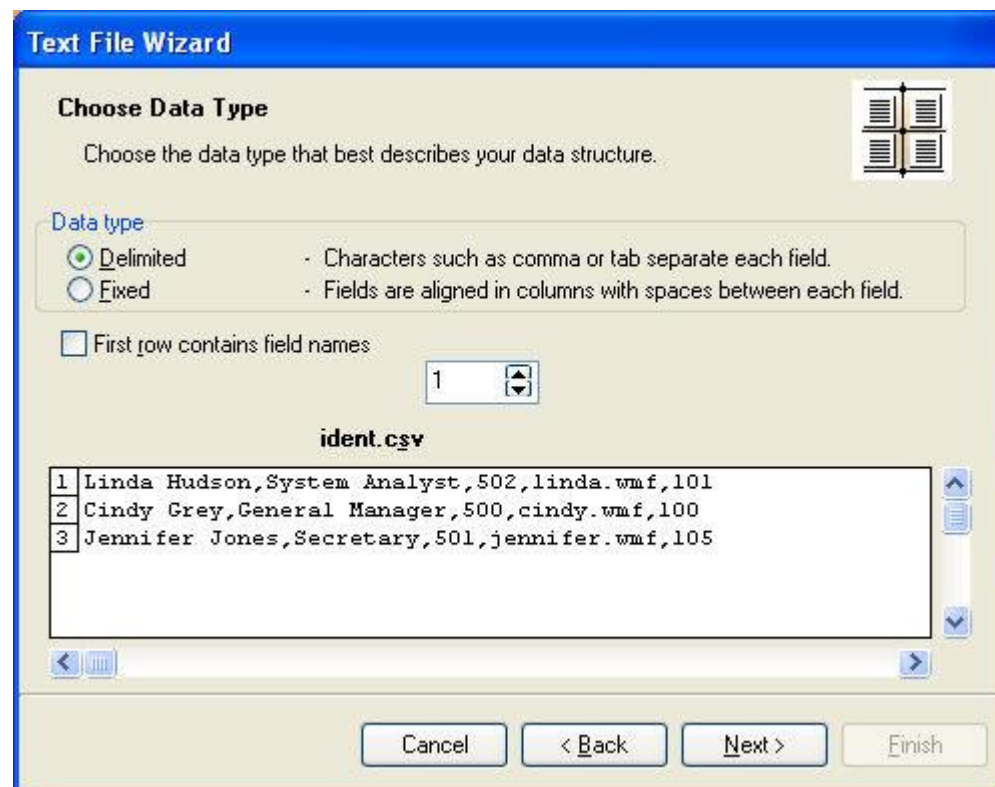 Text File Wizard
Choose Data Type
Choose the data type that best describes your data structure.
Data type
Delimited - Characters such as comma or tab separate each field.
Fixed - Fields are aligned in columns with spaces between each field.
First row contains field names
1
ident.csv
1 Linda Hudson,System Analyst,502,linda.wmf,101
2 Cindy Grey,General Manager,500,cindy.wmf,100
3 Jennifer Jones,Secretary,501,jennifer.wmf,105
Cancel < Back Next > Finish